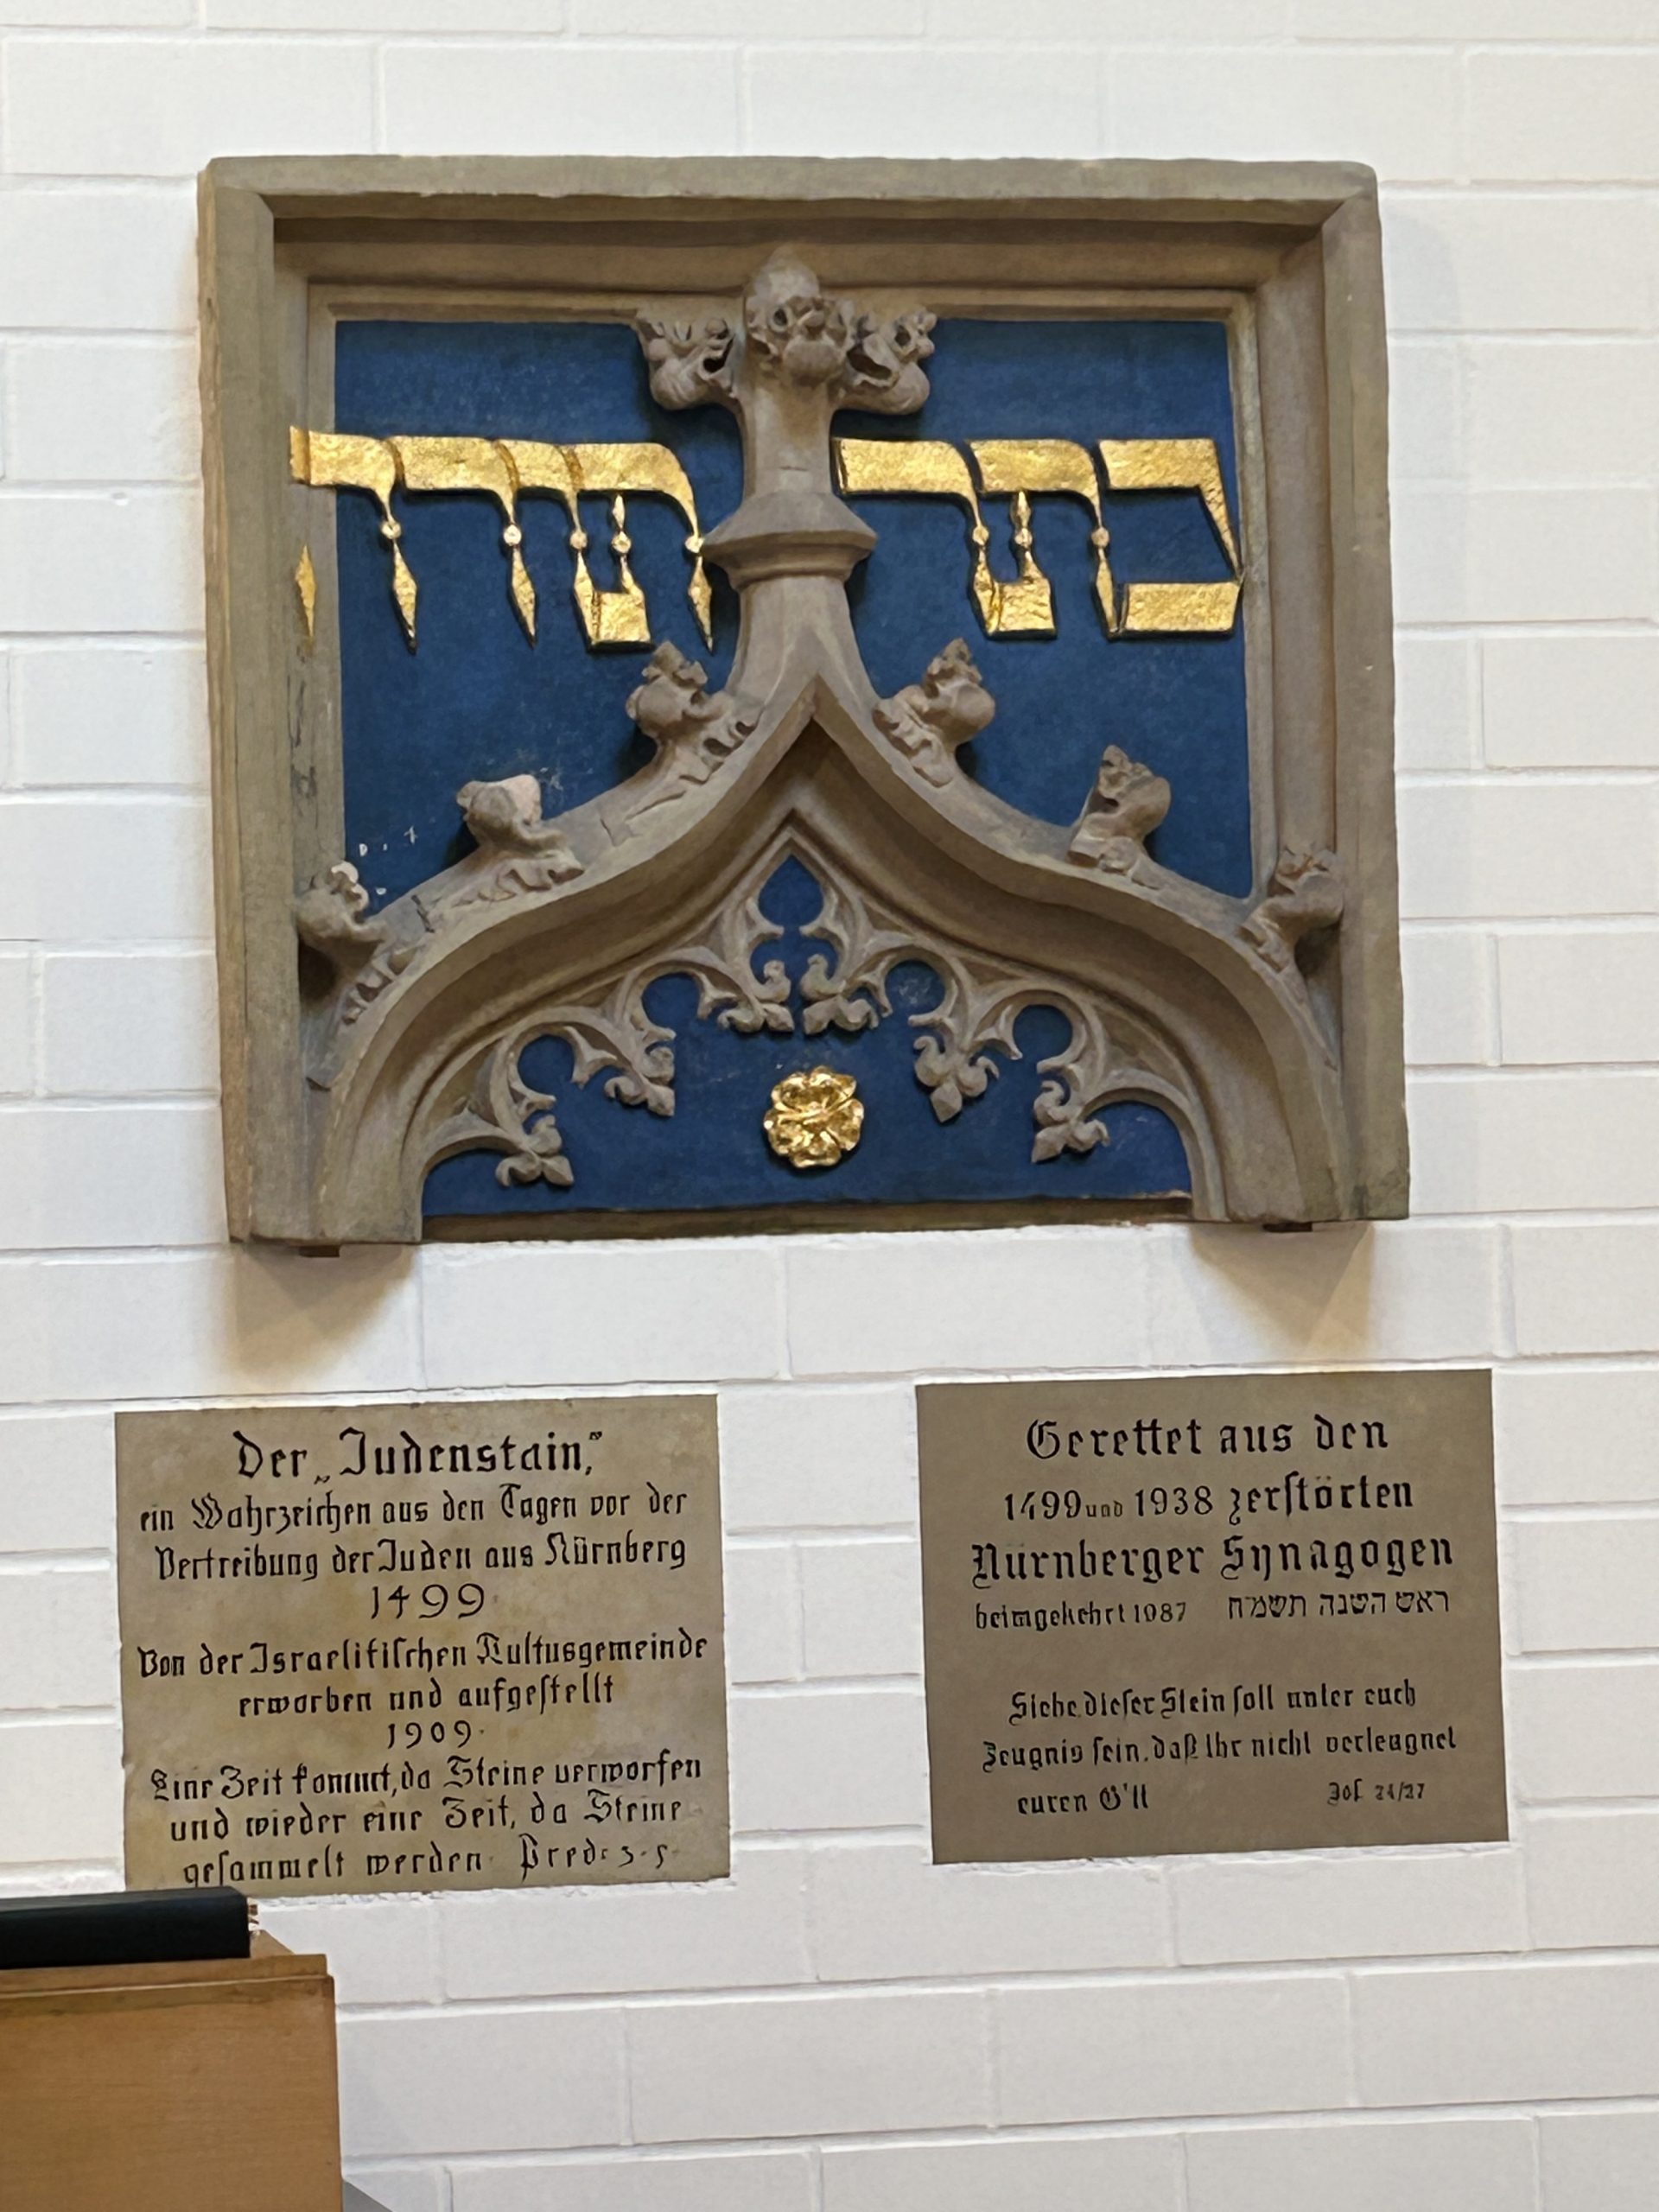 כתר תורה
Der „Judenstain,“
ein Wahrzeichen aus den Tagen vor der
Vertreibung der Juden aus Nürnberg
1499
Von der Israelitischen Kultusgemeinde
erworben und aufgestellt
1909
Eine Zeit kommt, da Steine verworfen
und wieder eine Zeit, da Steine
gesammelt werden Pred: 3.5
Gerettet aus den
1499 und 1938 zerstörten
Nürnberger Synagogen
heimgekehrt 1987 ראש השנה תשמ״ח
Siehe dieser Stein soll unter euch
Zeugnis sein, daß Ihr nicht verleugnet
euren G'tt Jos 24/27